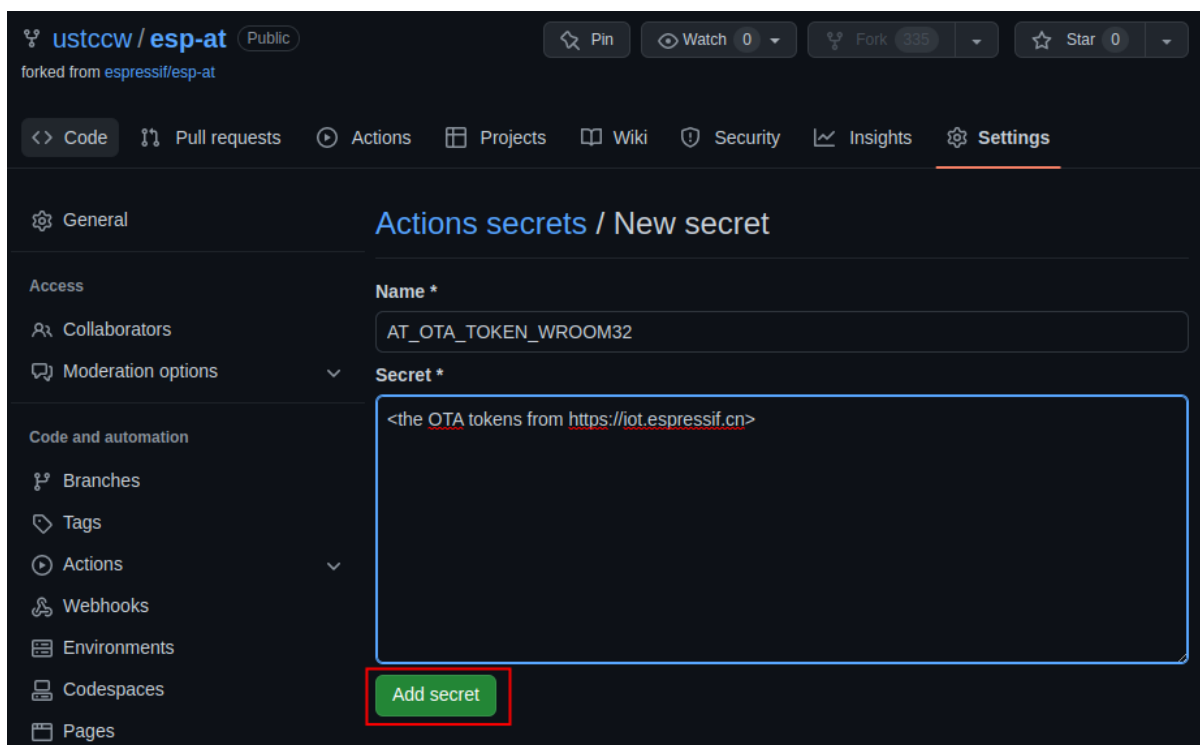 ustccw / esp-at Public
Pin
Watch 0
Fork 335
Star 0
forked from espressif/esp-at
Code
Pull requests
Actions
Projects
Wiki
Security
Insights
Settings
General
Access
Collaborators
Moderation options
Code and automation
Branches
Tags
Actions
Webhooks
Environments
Codespaces
Pages
Actions secrets / New secret
Name *
AT_OTA_TOKEN_WROOM32
Secret *
<the OTA tokens from https://iot.espressif.cn>
Add secret